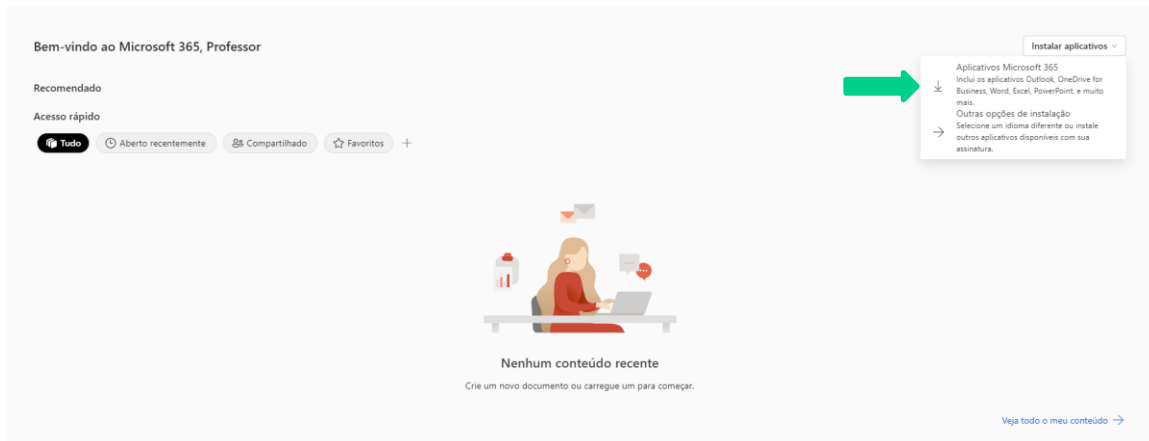 Bem-vindo ao Microsoft 365, Professor
Instalar aplicativos
Aplicativos Microsoft 365
Inclui os aplicativos Outlook, OneDrive for
Business, Word, Excel, PowerPoint, e muito
mais.
Outras opções de instalação
Selecione um idioma diferente ou instale
outros aplicativos disponíveis com sua
assinatura.
Recomendado
Acesso rápido
Tudo
Aberto recentemente
Compartilhado
Favoritos
Nenhum conteúdo recente
Crie um novo documento ou carregue um para começar.
Veja todo o meu conteúdo